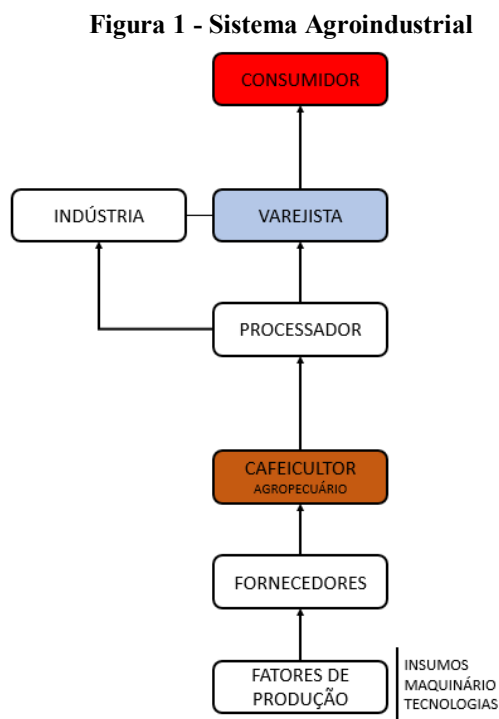 Figura 1 - Sistema Agroindustrial
CONSUMIDOR
INDÚSTRIA
VAREJISTA
PROCESSADOR
CAFEICULTOR
AGROPECUÁRIO
FORNECEDORES
FATORES DE
PRODUÇÃO
INSUMOS
MAQUINÁRIO
TECNOLOGIAS